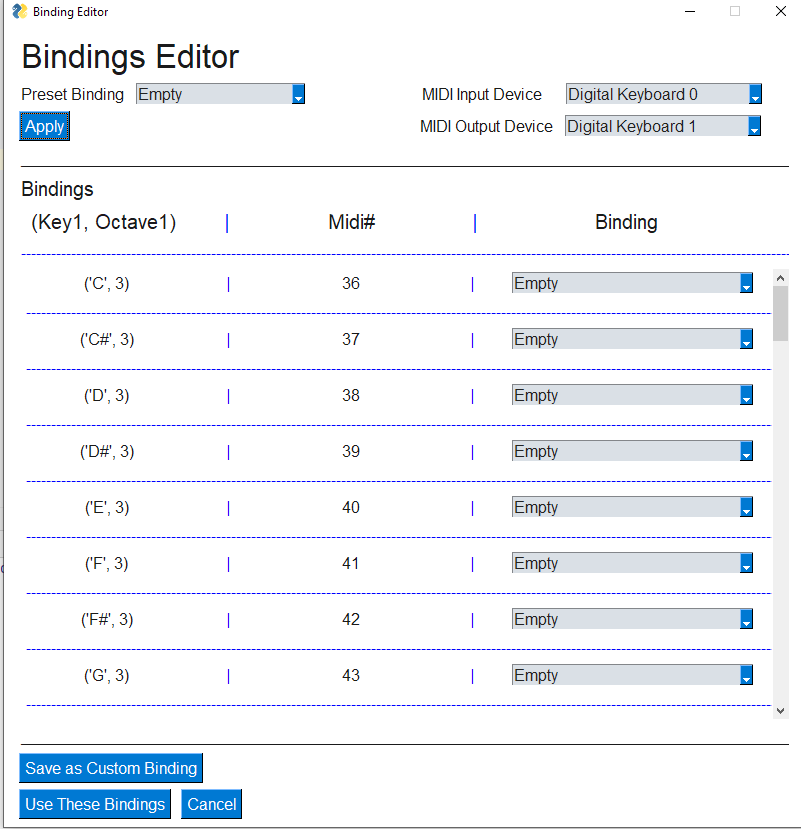 Binding Editor
Bindings Editor
Preset Binding Empty MIDI Input Device Digital Keyboard 0
Apply MIDI Output Device Digital Keyboard 1
Bindings
(Key1, Octave1) | Midi# | Binding
('C', 3) | 36 | Empty
('C#', 3) | 37 | Empty
('D', 3) | 38 | Empty
('D#', 3) | 39 | Empty
('E', 3) | 40 | Empty
('F', 3) | 41 | Empty
('F#', 3) | 42 | Empty
('G', 3) | 43 | Empty
Save as Custom Binding
Use These Bindings Cancel